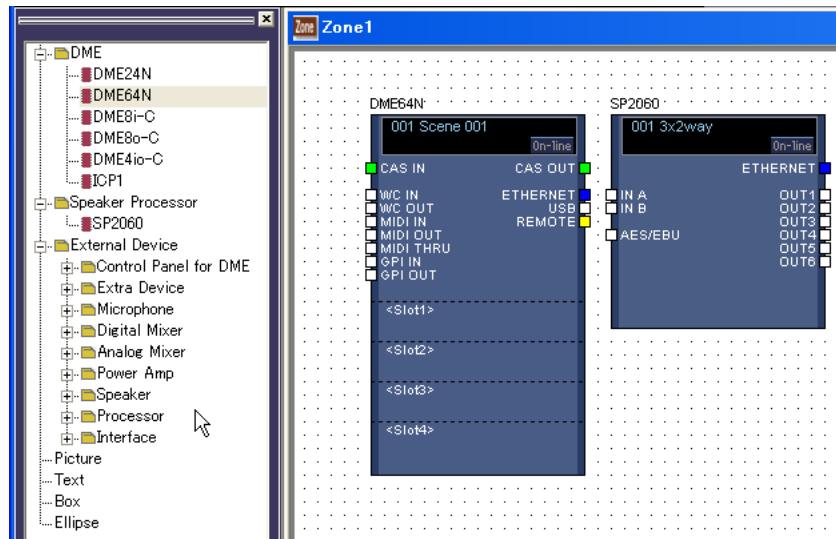 DME
DME24N
DME64N
DME8i-C
DME8o-C
DME4io-C
ICP1
Speaker Processor
SP2060
External Device
Control Panel for DME
Extra Device
Microphone
Digital Mixer
Analog Mixer
Power Amp
Speaker
Processor
Interface
Picture
Text
Box
Ellipse
Zone Zone1
DME64N
001 Scene 001
On-line
CAS IN CAS OUT
WC IN ETHERNET
WC OUT USB
MIDI IN REMOTE
MIDI OUT
MIDI THRU
GPI IN
GPI OUT
<Slot1>
<Slot2>
<Slot3>
<Slot4>
SP2060
001 3x2way
On-line
ETHERNET
IN A OUT1
IN B OUT2
OUT3
AES/EBU OUT4
OUT5
OUT6